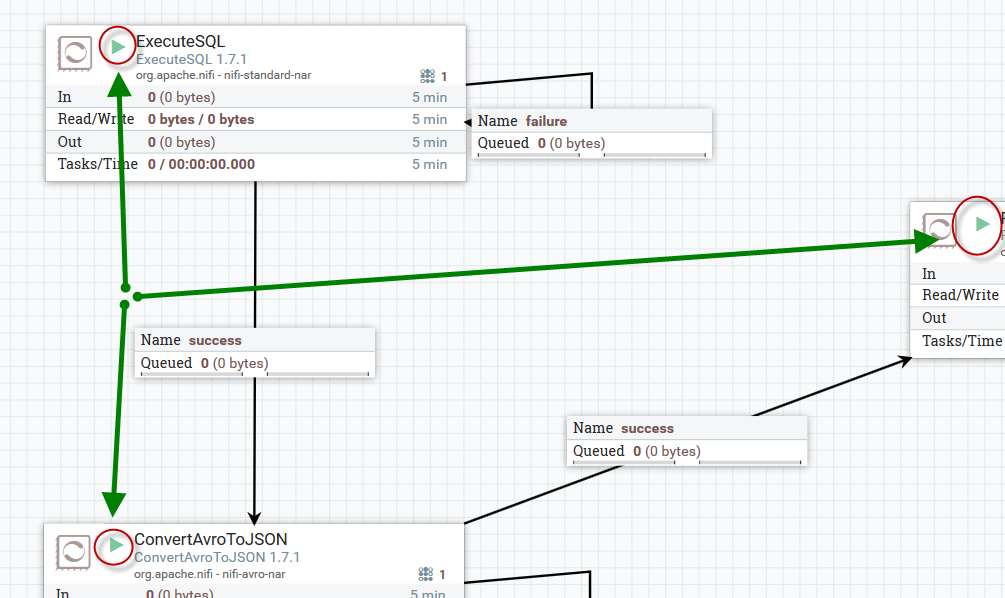 ExecuteSQL
ExecuteSQL 1.7.1
org.apache.nifi - nifi-standard-nar
1
In 0 (0 bytes) 5 min
Read/Write 0 bytes / 0 bytes 5 min
Out 0 (0 bytes) 5 min
Tasks/Time 0 / 00:00:00.000 5 min
Name failure
Queued 0 (0 bytes)
In
Read/Write
Out
Tasks/Time
Name success
Queued 0 (0 bytes)
Name success
Queued 0 (0 bytes)
ConvertAvroToJSON
ConvertAvroToJSON 1.7.1
org.apache.nifi - nifi-avro-nar
1
In 0 (0 bytes) 5 min